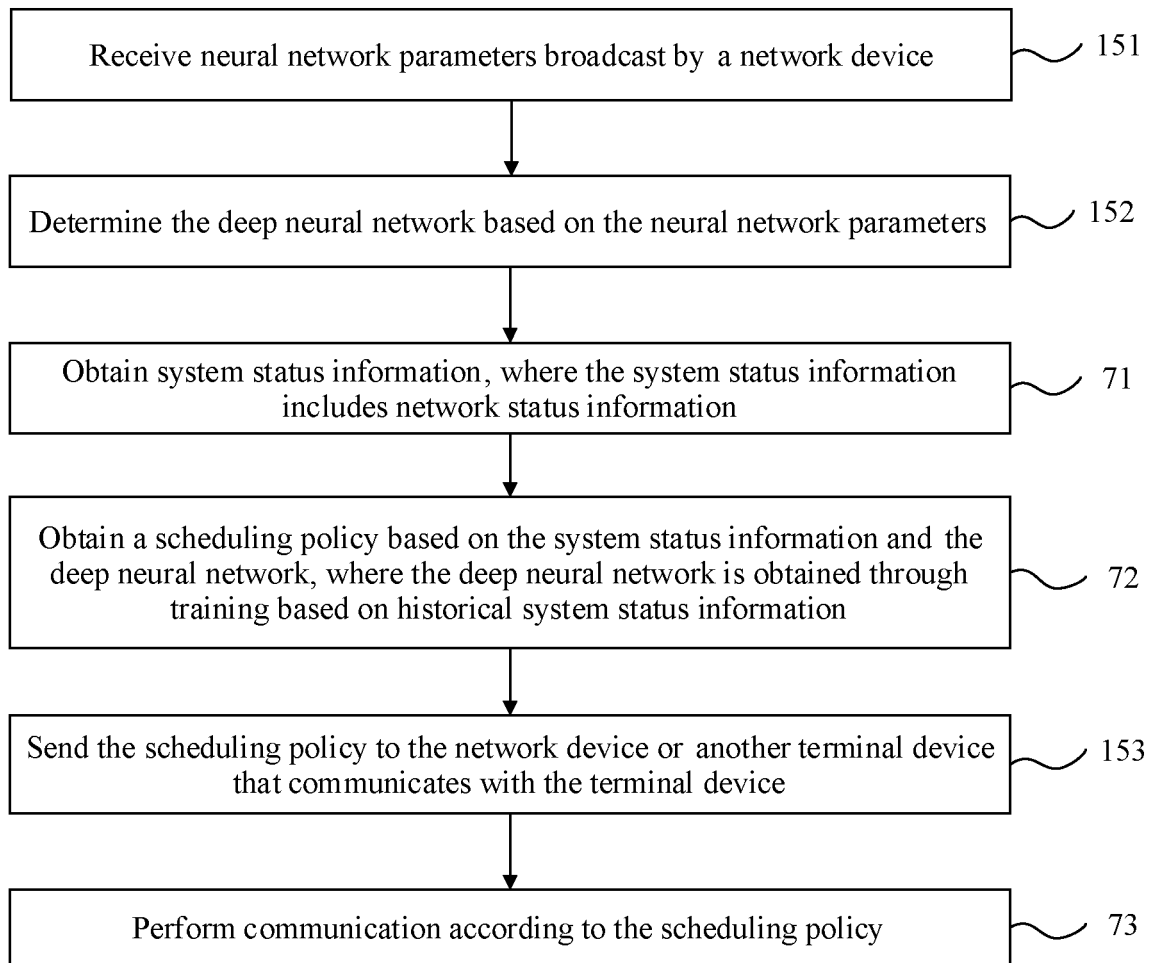 Receive neural network parameters broadcast by a network device
151
Determine the deep neural network based on the neural network parameters
152
Obtain system status information, where the system status information
includes network status information
71
Obtain a scheduling policy based on the system status information and the
deep neural network, where the deep neural network is obtained through
training based on historical system status information
72
Send the scheduling policy to the network device or another terminal device
that communicates with the terminal device
153
Perform communication according to the scheduling policy
73